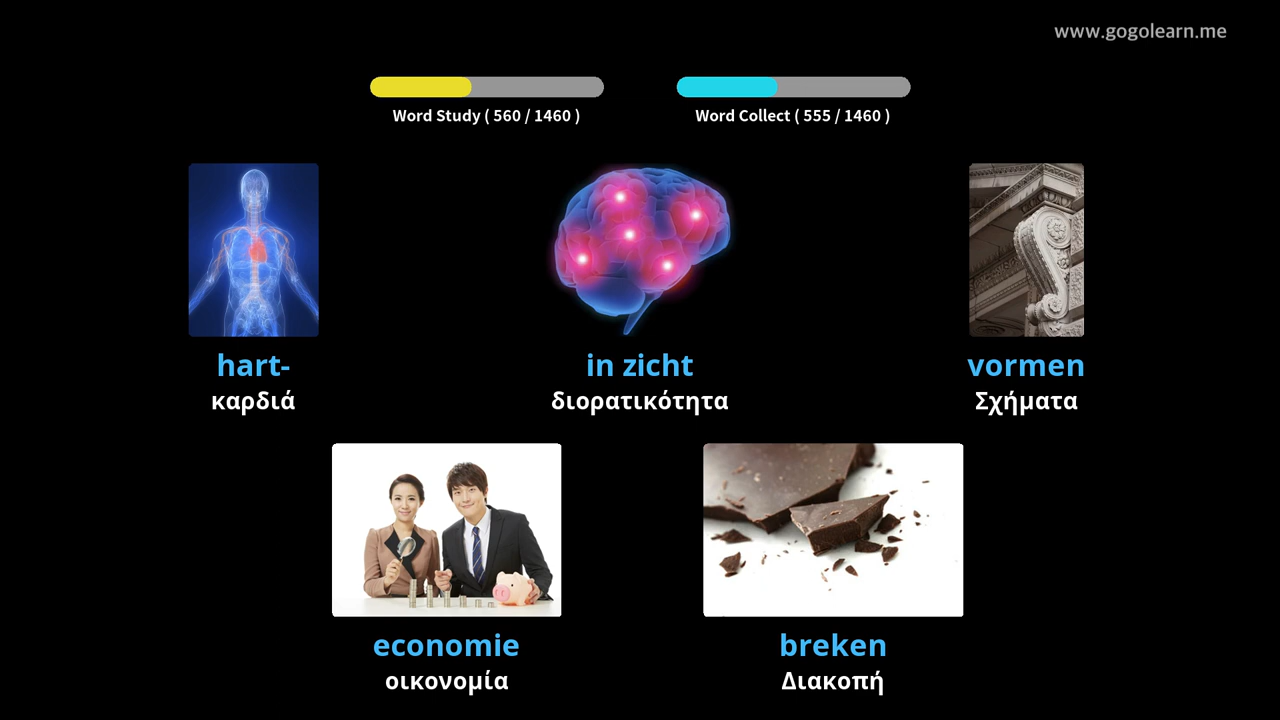 www.gogolearn.me
Word Study ( 560 / 1460 )
Word Collect ( 555 / 1460 )
hart-
καρδιά
in zicht
διορατικότητα
vormen
Σχήματα
economie
οικονομία
breken
Διακοπή